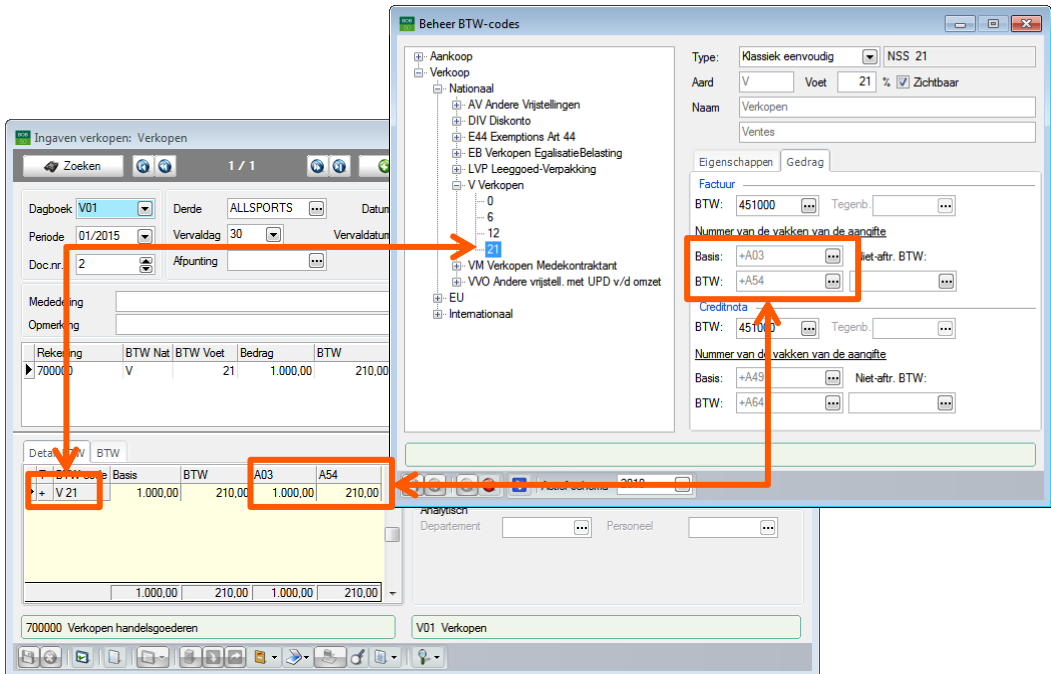 Beheer BTW-codes
Aankoop
Verkoop
Nationaal
AV Andere Vrijstellingen
DIV Diskonto
E44 Exemptions Art 44
EB Verkopen EgalisatieBelasting
LVP Leeggoed-Verpakking
V Verkopen
0
6
12
21
VM Verkopen Medekontraktant
VVO Andere vrijstell. met UPD v/d omzet
EU
Internationaal
Type: Klassiek eenvoudig NSS 21
Aard V Voet 21 % Zichtbaar
Naam Verkopen
Ventes
Eigenschappen Gedrag
Factuur
BTW: 451000 Tegenb.
Nummer van de vakken van de aangifte
Basis: +A03 Niet-aftr. BTW:
BTW: +A54
Creditnota
BTW: 451000 Tegenb.
Nummer van de vakken van de aangifte
Basis: +A49 Niet-aftr. BTW:
BTW: +A64
Ingaven verkopen: Verkopen
Zoeken 1 / 1
Dagboek V01 Derde ALLSPORTS Datum
Periode 01/2015 Vervaldag 30 Vervaldatum
Doc.nr. 2 Afpunting
Mededeling
Opmerking
Rekening BTW Nat BTW Voet Bedrag BTW
700000 V 21 1.000,00 210,00
Detail BTW BTW
T BTW code Basis BTW A03 A54
+ V 21 1.000,00 210,00 1.000,00 210,00
1.000,00 210,00 1.000,00 210,00
Analytisch
Departement Personeel
700000 Verkopen handelsgoederen V01 Verkopen